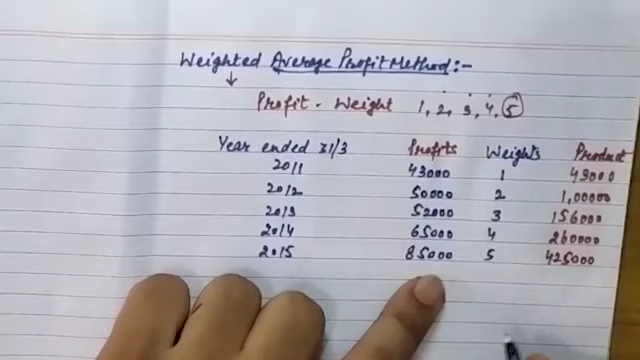 Weighted Average Profit Method:-
↓
Profit - Weight 1, 2, 3, 4, 5
Year ended 31/3 Profits Weights Product
2011 43000 1 43000
2012 50000 2 1,00000
2013 52000 3 156000
2014 65000 4 260000
2015 85000 5 425000